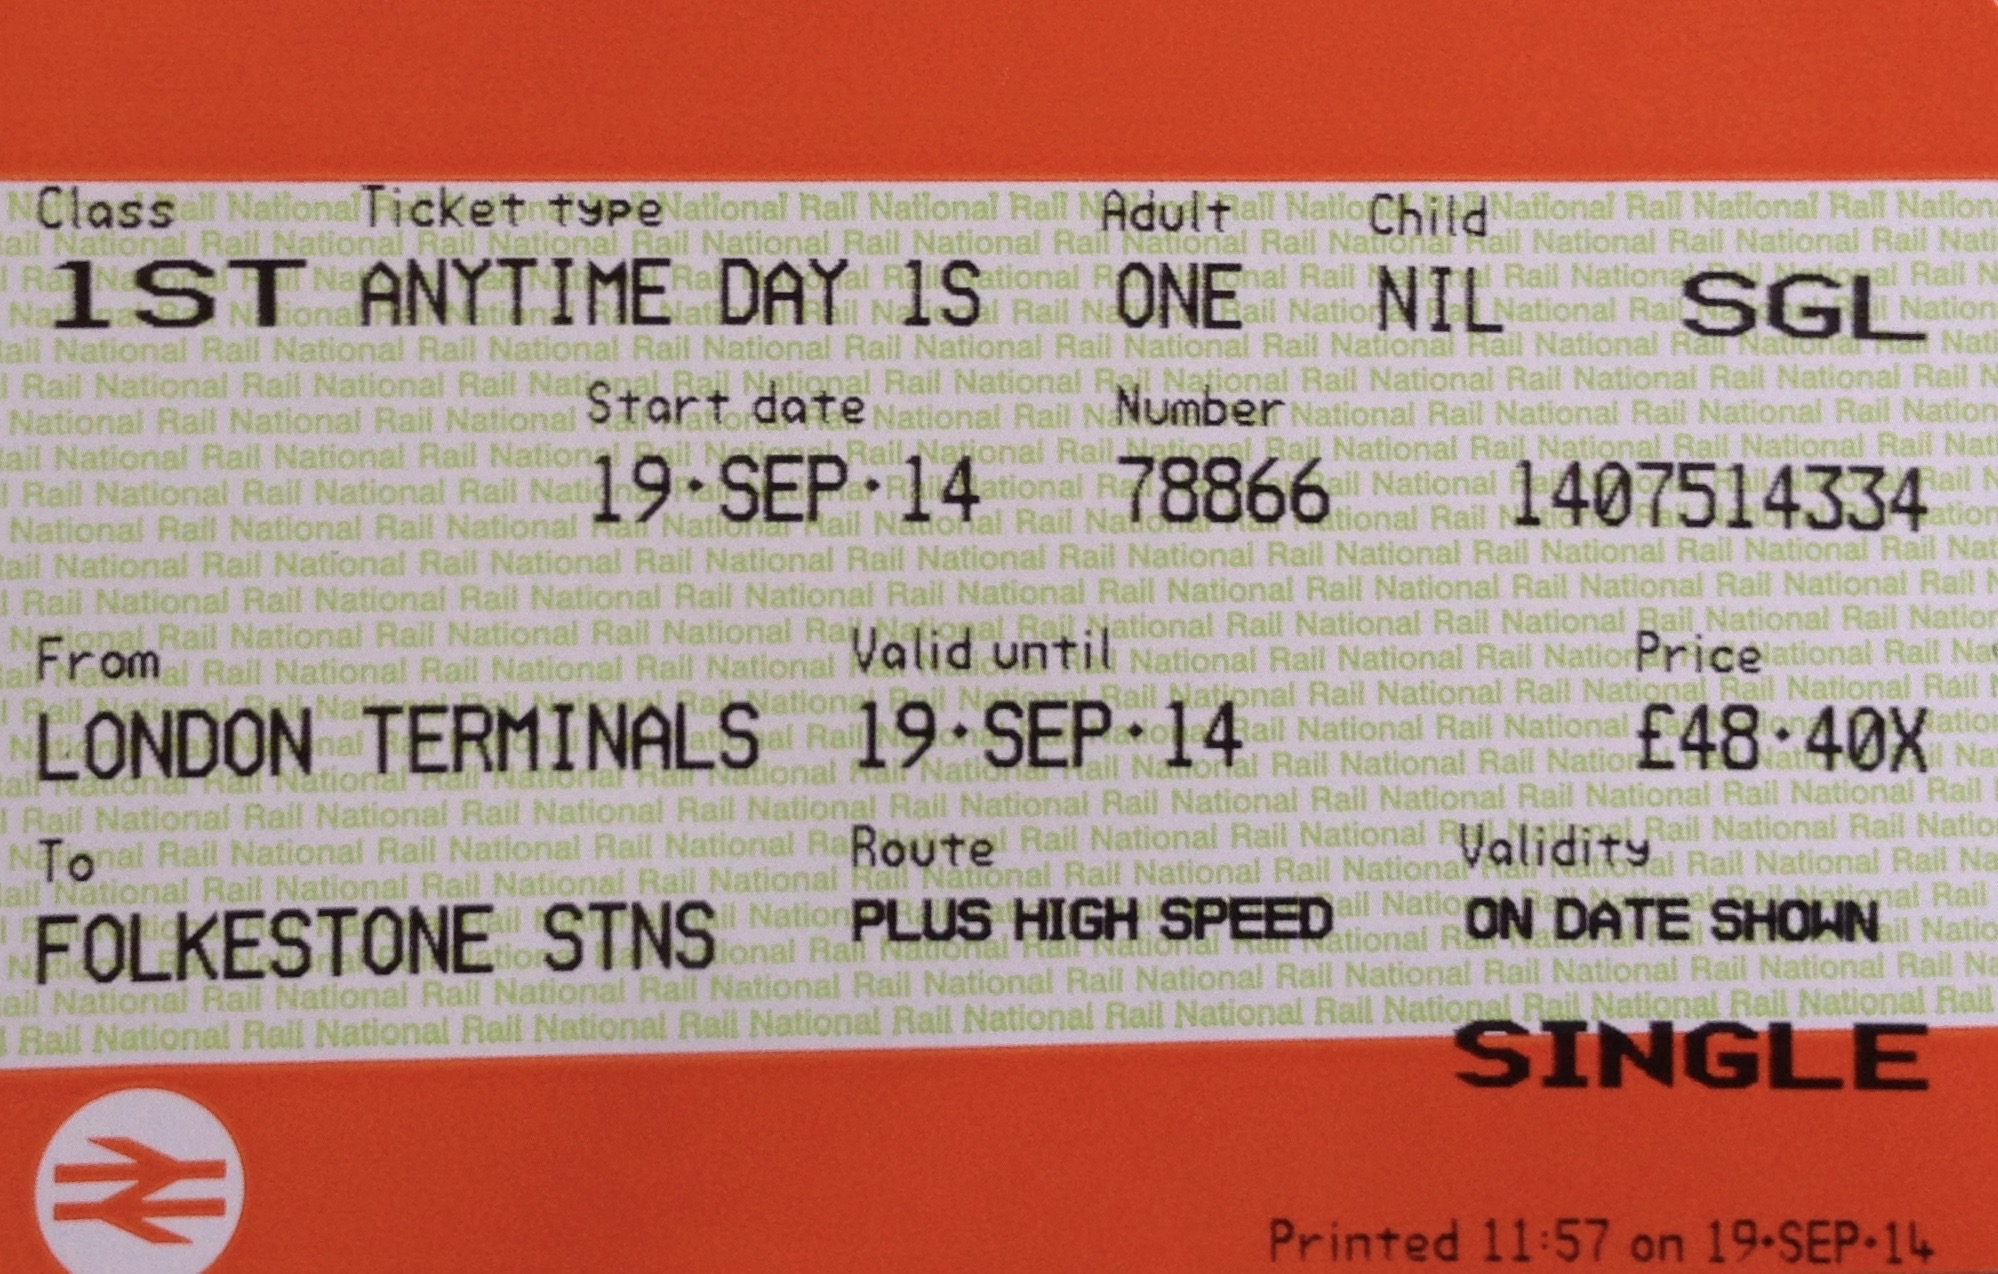 Class Ticket type Adult Child
1ST ANYTIME DAY 1S ONE NIL SGL
Start date Number
19·SEP·14 78866 1407514334
From Valid until Price
LONDON TERMINALS 19·SEP·14 £48·40X
To Route Validity
FOLKESTONE STNS PLUS HIGH SPEED ON DATE SHOWN
SINGLE
Printed 11:57 on 19·SEP·14